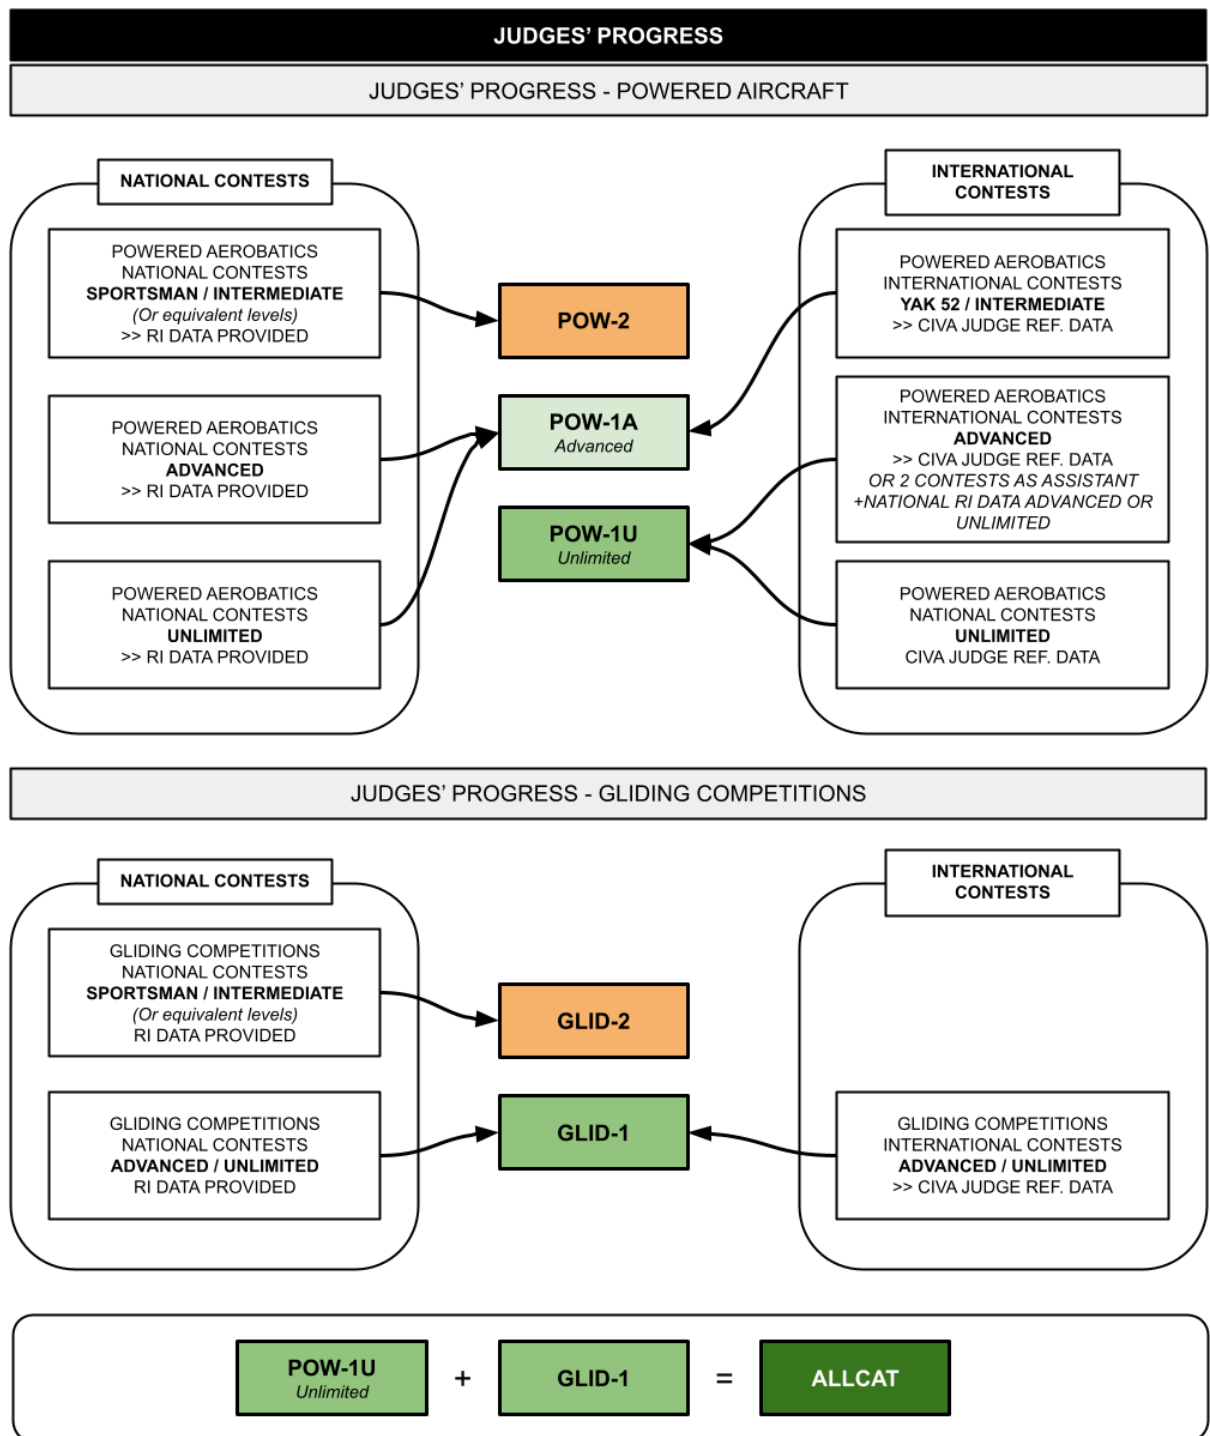 JUDGES’ PROGRESS
JUDGES’ PROGRESS - POWERED AIRCRAFT
NATIONAL CONTESTS
POWERED AEROBATICS
NATIONAL CONTESTS
SPORTSMAN / INTERMEDIATE
(Or equivalent levels)
>> RI DATA PROVIDED
POWERED AEROBATICS
NATIONAL CONTESTS
ADVANCED
>> RI DATA PROVIDED
POWERED AEROBATICS
NATIONAL CONTESTS
UNLIMITED
>> RI DATA PROVIDED
POW-2
POW-1A
Advanced
POW-1U
Unlimited
INTERNATIONAL
CONTESTS
POWERED AEROBATICS
INTERNATIONAL CONTESTS
YAK 52 / INTERMEDIATE
>> CIVA JUDGE REF. DATA
POWERED AEROBATICS
INTERNATIONAL CONTESTS
ADVANCED
>> CIVA JUDGE REF. DATA
OR 2 CONTESTS AS ASSISTANT
+NATIONAL RI DATA ADVANCED OR
UNLIMITED
POWERED AEROBATICS
NATIONAL CONTESTS
UNLIMITED
CIVA JUDGE REF. DATA
JUDGES’ PROGRESS - GLIDING COMPETITIONS
NATIONAL CONTESTS
GLIDING COMPETITIONS
NATIONAL CONTESTS
SPORTSMAN / INTERMEDIATE
(Or equivalent levels)
RI DATA PROVIDED
GLIDING COMPETITIONS
NATIONAL CONTESTS
ADVANCED / UNLIMITED
RI DATA PROVIDED
GLID-2
GLID-1
INTERNATIONAL
CONTESTS
GLIDING COMPETITIONS
INTERNATIONAL CONTESTS
ADVANCED / UNLIMITED
>> CIVA JUDGE REF. DATA
POW-1U
Unlimited
+
GLID-1
=
ALLCAT